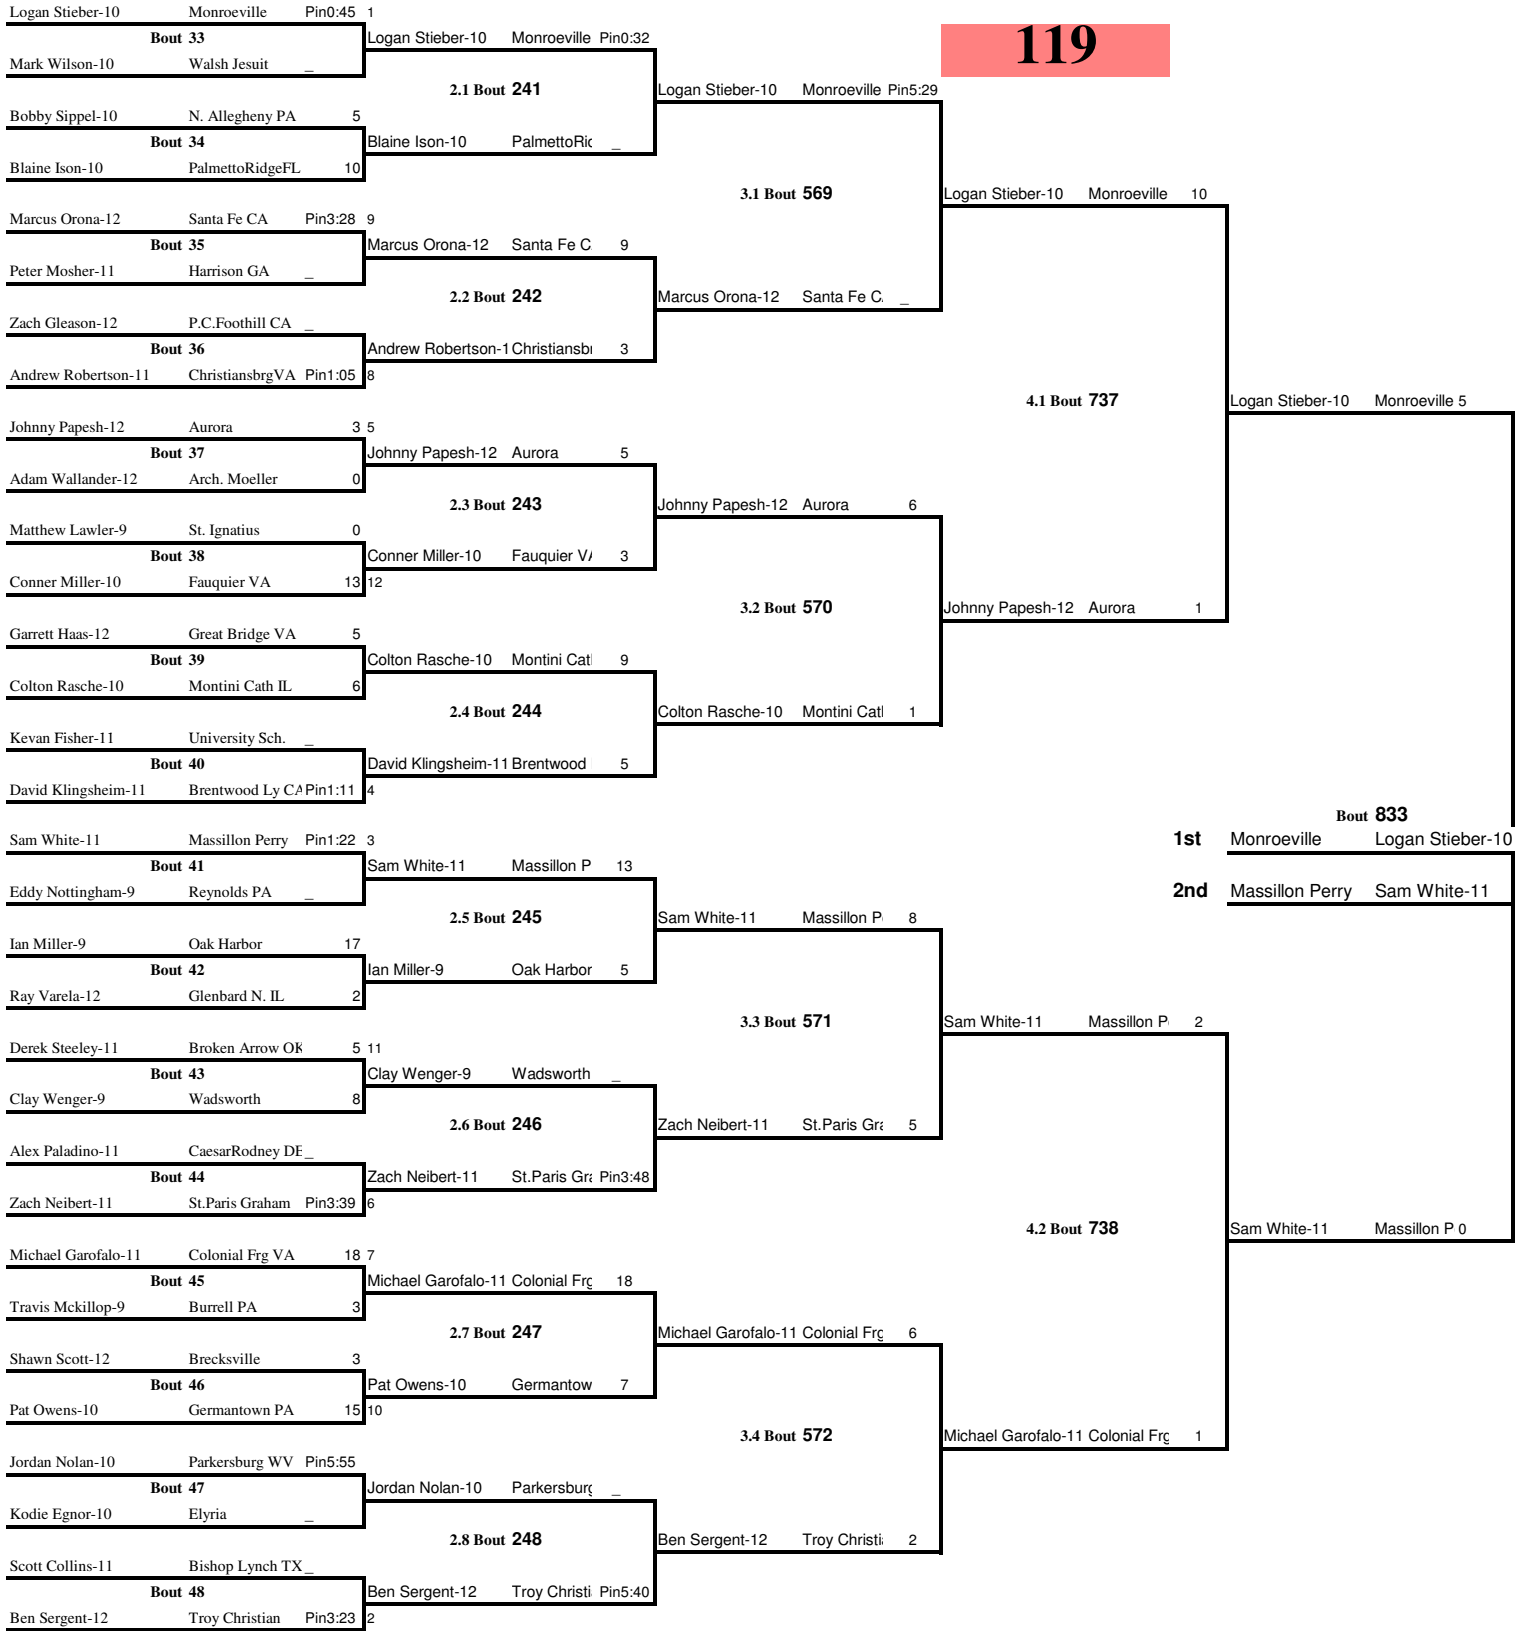 119
Logan Stieber-10 Monroeville Pin0:45 1
Bout 33
Mark Wilson-10 Walsh Jesuit _
Bobby Sippel-10 N. Allegheny PA 5
Bout 34
Blaine Ison-10 PalmettoRidgeFL 10
Marcus Orona-12 Santa Fe CA Pin3:28 9
Bout 35
Peter Mosher-11 Harrison GA _
Zach Gleason-12 P.C.Foothill CA _
Bout 36
Andrew Robertson-11 ChristiansbrgVA Pin1:05 8
Johnny Papesh-12 Aurora 3 5
Bout 37
Adam Wallander-12 Arch. Moeller 0
Matthew Lawler-9 St. Ignatius 0
Bout 38
Conner Miller-10 Fauquier VA 13 12
Garrett Haas-12 Great Bridge VA 5
Bout 39
Colton Rasche-10 Montini Cath IL 6
Kevan Fisher-11 University Sch. _
Bout 40
David Klingsheim-11 Brentwood Ly CA Pin1:11 4
Sam White-11 Massillon Perry Pin1:22 3
Bout 41
Eddy Nottingham-9 Reynolds PA _
Ian Miller-9 Oak Harbor 17
Bout 42
Ray Varela-12 Glenbard N. IL 2
Derek Steeley-11 Broken Arrow OK 5 11
Bout 43
Clay Wenger-9 Wadsworth 8
Alex Paladino-11 CaesarRodney DE _
Bout 44
Zach Neibert-11 St.Paris Graham Pin3:39 6
Michael Garofalo-11 Colonial Frg VA 18 7
Bout 45
Travis Mckillop-9 Burrell PA 3
Shawn Scott-12 Brecksville 3
Bout 46
Pat Owens-10 Germantown PA 15 10
Jordan Nolan-10 Parkersburg WV Pin5:55
Bout 47
Kodie Egnor-10 Elyria _
Scott Collins-11 Bishop Lynch TX _
Bout 48
Ben Sergent-12 Troy Christian Pin3:23 2
Logan Stieber-10 Monroeville Pin0:32
2.1 Bout 241
Blaine Ison-10 PalmettoRic _
Marcus Orona-12 Santa Fe C 9
2.2 Bout 242
Andrew Robertson-1 Christiansb 3
Johnny Papesh-12 Aurora 5
2.3 Bout 243
Conner Miller-10 Fauquier V 3
Colton Rasche-10 Montini Cat 9
2.4 Bout 244
David Klingsheim-11 Brentwood 5
Sam White-11 Massillon P 13
2.5 Bout 245
Ian Miller-9 Oak Harbor 5
Clay Wenger-9 Wadsworth _
2.6 Bout 246
Zach Neibert-11 St.Paris Gra Pin3:48
Michael Garofalo-11 Colonial Frg 18
2.7 Bout 247
Pat Owens-10 Germantow 7
Jordan Nolan-10 Parkersburg _
2.8 Bout 248
Ben Sergent-12 Troy Christi Pin5:40
Logan Stieber-10 Monroeville Pin5:29
3.1 Bout 569
Marcus Orona-12 Santa Fe C _
Johnny Papesh-12 Aurora 6
3.2 Bout 570
Colton Rasche-10 Montini Cat 1
Sam White-11 Massillon P 8
3.3 Bout 571
Zach Neibert-11 St.Paris Gra 5
Michael Garofalo-11 Colonial Frg 6
3.4 Bout 572
Ben Sergent-12 Troy Christi 2
Logan Stieber-10 Monroeville 10
4.1 Bout 737
Johnny Papesh-12 Aurora 1
Sam White-11 Massillon P 2
4.2 Bout 738
Michael Garofalo-11 Colonial Frg 1
Logan Stieber-10 Monroeville 5
Bout 833
1st Monroeville Logan Stieber-10
2nd Massillon Perry Sam White-11
Sam White-11 Massillon P 0